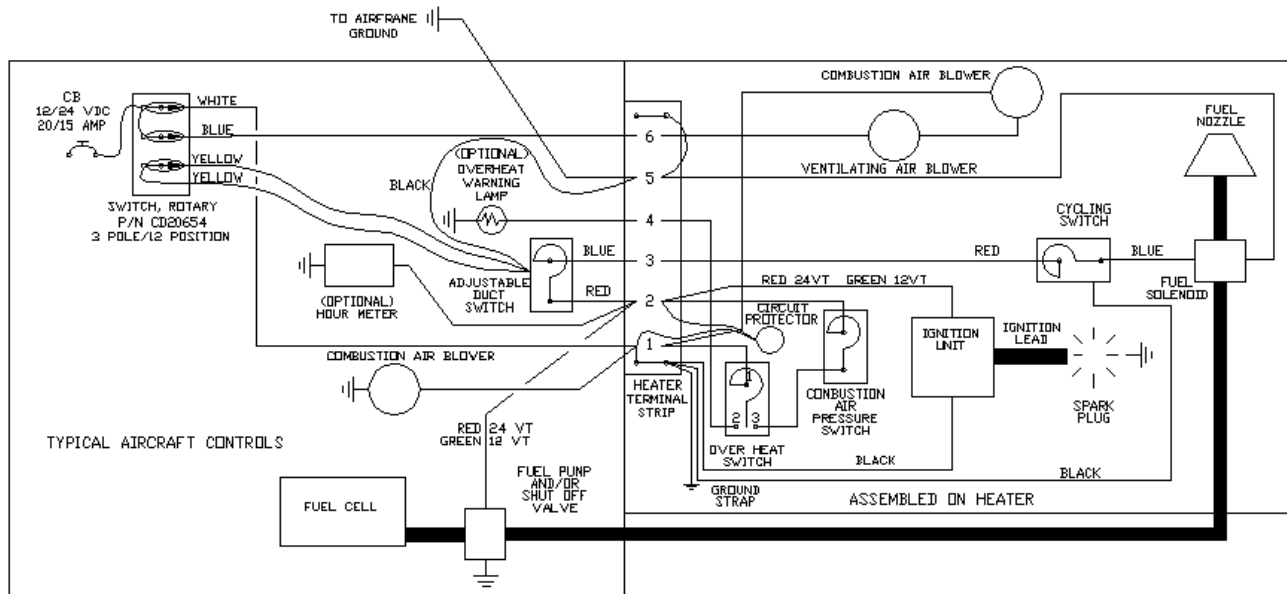 TO AIRFRANE
GROUND
CB
12/24 VDC
20/15 AMP
WHITE
BLUE
YELLOW
YELLOW
SWITCH, ROTARY
P/N CD20654
3 POLE/12 POSITION
BLACK
(OPTIONAL)
OVERHEAT
WARNING
LAMP
(OPTIONAL)
HOUR METER
ADJUSTABLE
DUCT
SWITCH
BLUE
RED
COMBUSTION AIR BLOWER
TYPICAL AIRCRAFT CONTROLS
RED 24 VT
GREEN 12 VT
FUEL CELL
FUEL PUNP
AND/OR
SHUT OFF
VALVE
6
5
4
3
2
1
HEATER
TERMINAL
STRIP
COMBUSTION AIR BLOWER
VENTILATING AIR BLOWER
FUEL
NOZZLE
CYCLING
SWITCH
RED
BLUE
FUEL
SOLENOID
RED 24VT GREEN 12VT
CIRCUIT
PROTECTOR
IGNITION
UNIT
IGNITION
LEAD
SPARK
PLUG
1
2 3
OVER HEAT
SWITCH
CONBUSTION
AIR
PRESSURE
SWITCH
BLACK
BLACK
GROUND
STRAP
ASSEMBLED ON HEATER